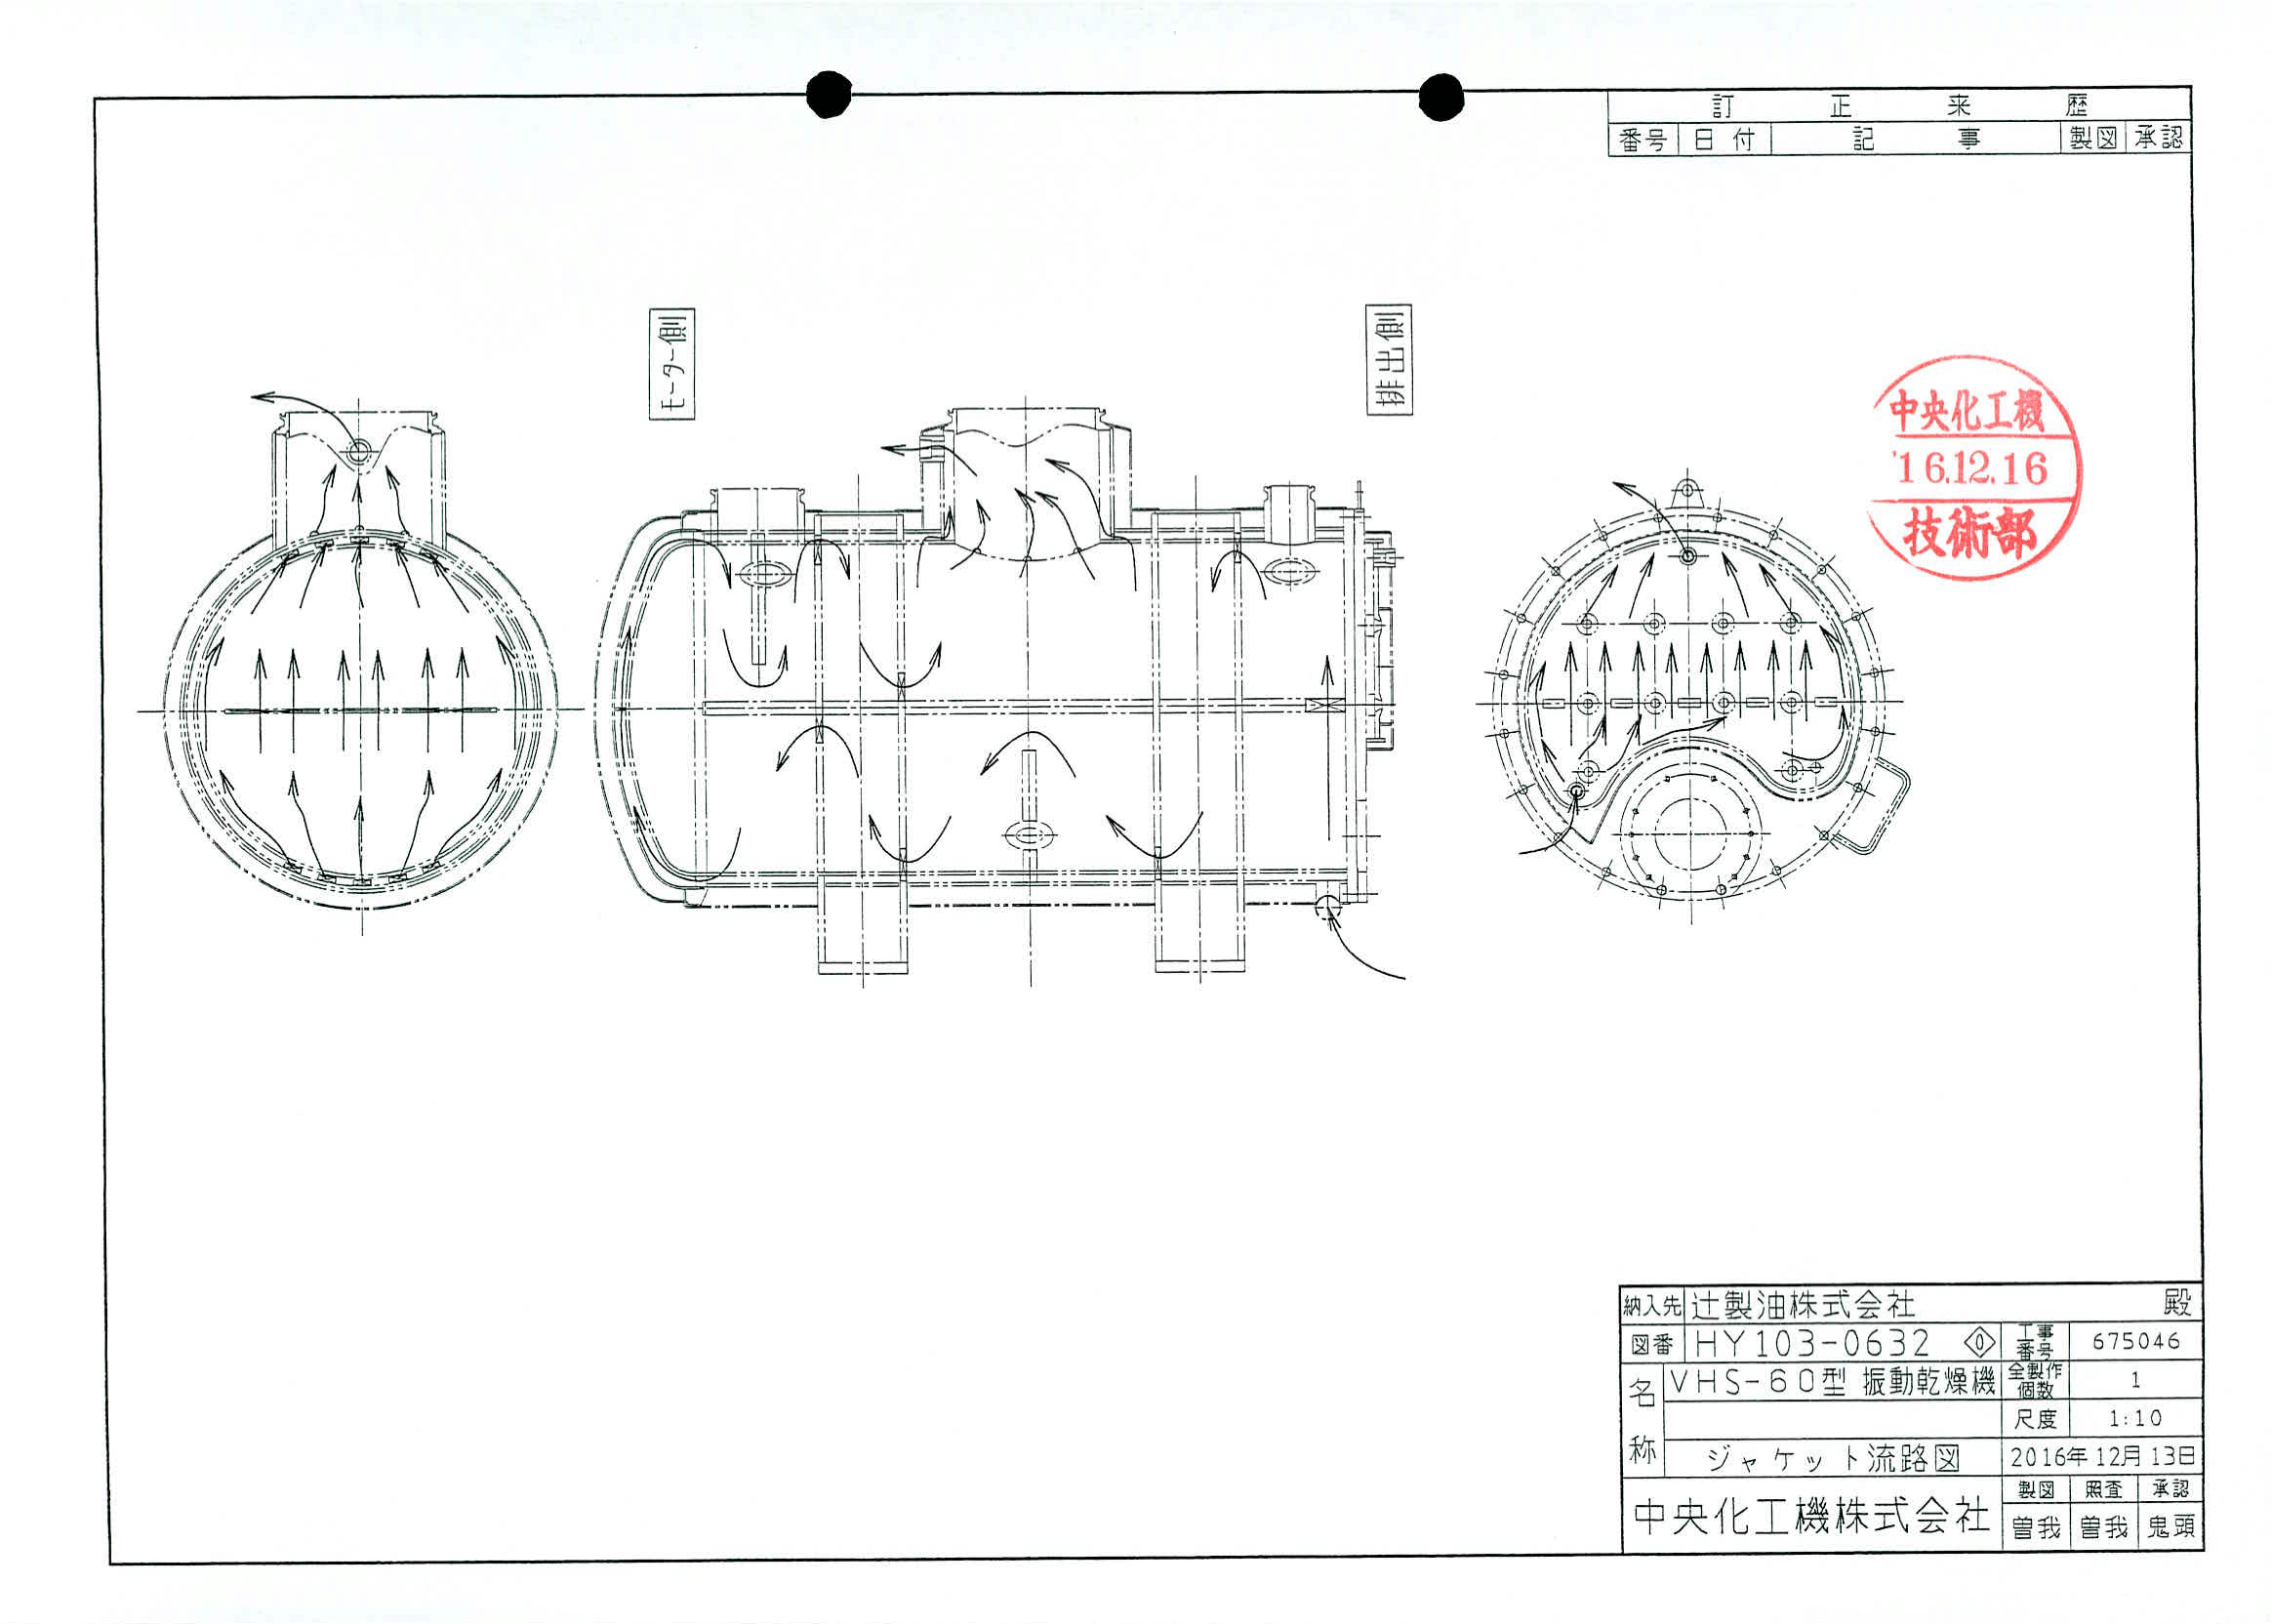 訂正来歴
番号 日付 記事 製図 承認
モーター側
排出側
中央化工機
'16.12.16
技術部
納入先 辻製油株式会社 殿
図番 HY103-0632 0 工事番号 675046
名称 VHS-60型 振動乾燥機 全製作個数 1
尺度 1:10
ジャケット流路図 2016年12月13日
製図 照査 承認
中央化工機株式会社 曽我 曽我 鬼頭